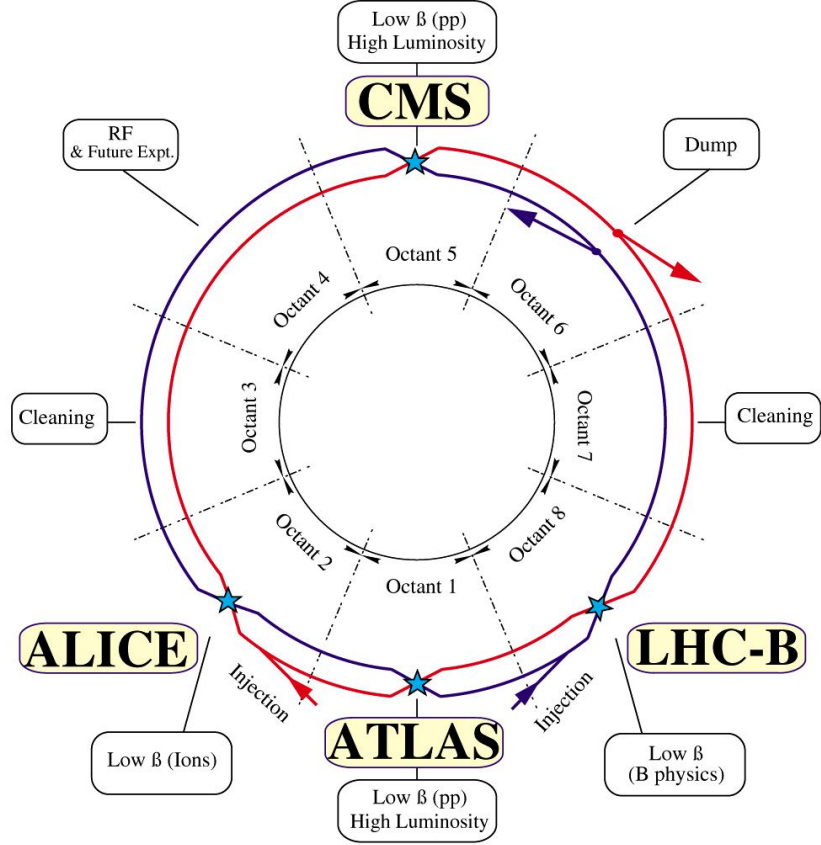 Low ß (pp)
High Luminosity
CMS
RF
& Future Expt.
Dump
Octant 5
Octant 4
Octant 6
Cleaning
Octant 3
Octant 7
Cleaning
Octant 2
Octant 8
Octant 1
ALICE
LHC-B
Injection
Injection
ATLAS
Low ß (Ions)
Low ß
(B physics)
Low ß (pp)
High Luminosity